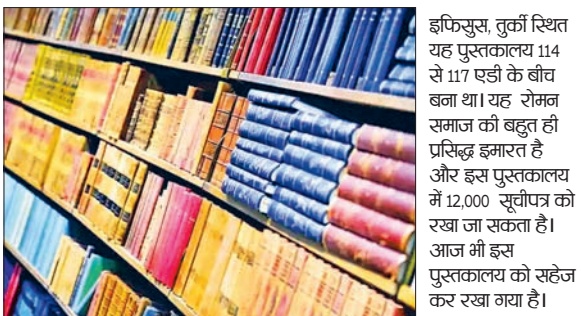 इफिसुस, तुर्की स्थित
यह पुस्तकालय 114
से 117 एडी के बीच
बना था। यह रोमन
समाज की बहुत ही
प्रसिद्ध इमारत है
और इस पुस्तकालय
में 12,000 सूचीपत्र को
रखा जा सकता है।
आज भी इस
पुस्तकालय को सहेज
कर रखा गया है।